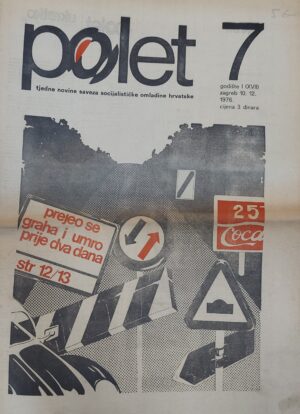 polet 7
tjedne novine saveza socijalističke omladine hrvatske
godište I (XVII)
zagreb 10. 12.
1976.
cijena 3 dinara
prejeo se
graha i umro
prije dva dana
str 12/13
25
Coca